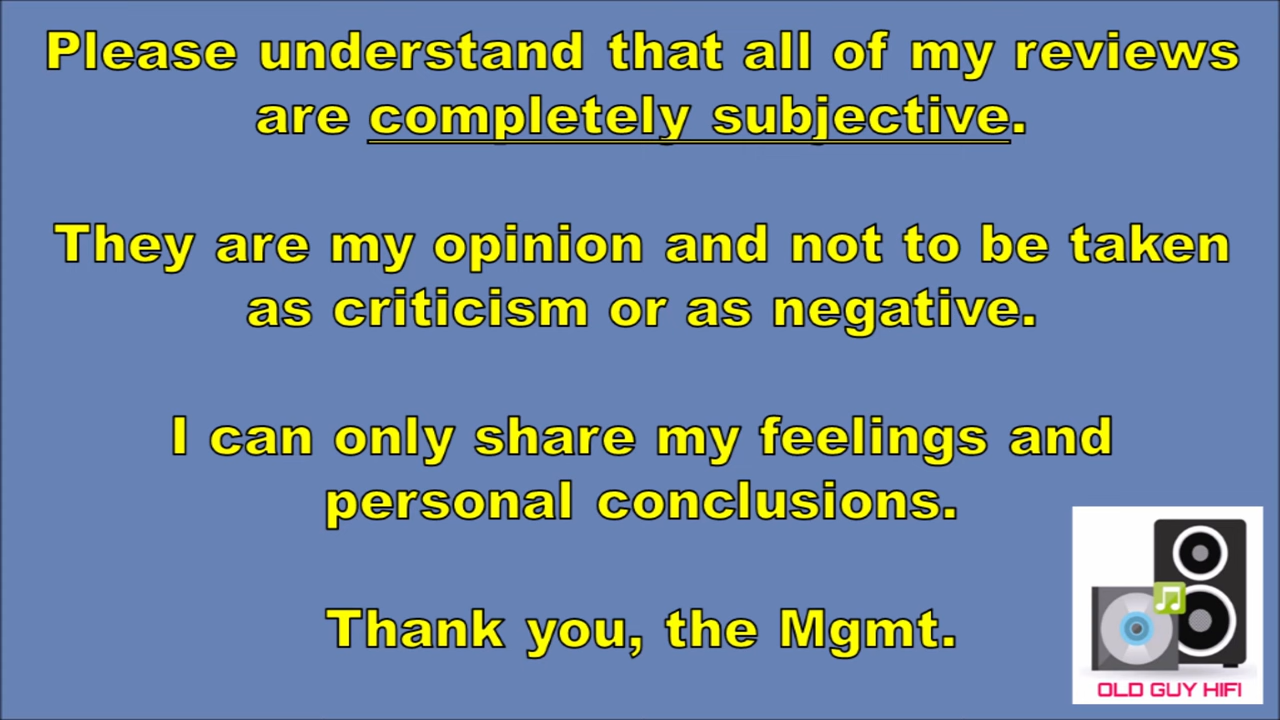 Please understand that all of my reviews
are completely subjective.
They are my opinion and not to be taken
as criticism or as negative.
I can only share my feelings and
personal conclusions.
Thank you, the Mgmt.
OLD GUY HIFI